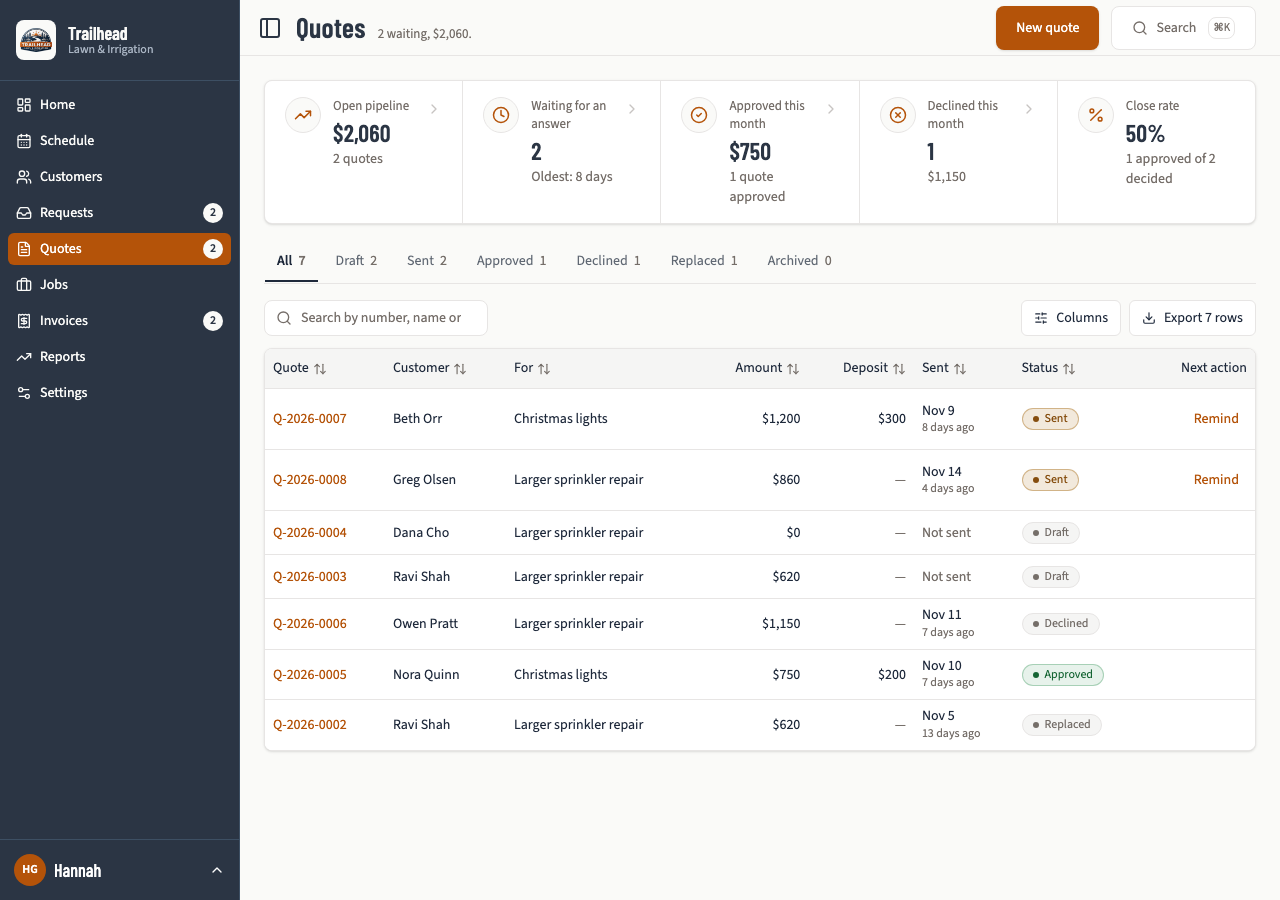 TRAILHEAD
Trailhead
Lawn & Irrigation
Home
Schedule
Customers
Requests 2
Quotes 2
Jobs
Invoices 2
Reports
Settings
HG Hannah
Quotes 2 waiting, $2,060.
New quote
Search ⌘K
Open pipeline
$2,060
2 quotes
Waiting for an
answer
2
Oldest: 8 days
Approved this
month
$750
1 quote
approved
Declined this
month
1
$1,150
Close rate
50%
1 approved of 2
decided
All 7 Draft 2 Sent 2 Approved 1 Declined 1 Replaced 1 Archived 0
Search by number, name or
Columns
Export 7 rows
Quote Customer For Amount Deposit Sent Status Next action
Q-2026-0007 Beth Orr Christmas lights $1,200 $300 Nov 9 Sent Remind
8 days ago
Q-2026-0008 Greg Olsen Larger sprinkler repair $860 — Nov 14 Sent Remind
4 days ago
Q-2026-0004 Dana Cho Larger sprinkler repair $0 — Not sent Draft
Q-2026-0003 Ravi Shah Larger sprinkler repair $620 — Not sent Draft
Q-2026-0006 Owen Pratt Larger sprinkler repair $1,150 — Nov 11 Declined
7 days ago
Q-2026-0005 Nora Quinn Christmas lights $750 $200 Nov 10 Approved
7 days ago
Q-2026-0002 Ravi Shah Larger sprinkler repair $620 — Nov 5 Replaced
13 days ago